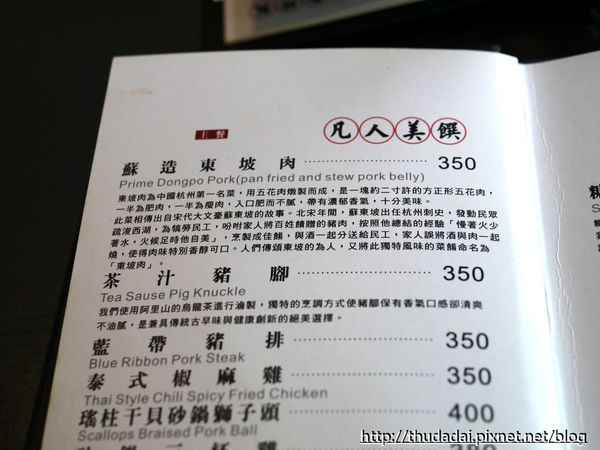 主餐
凡人美饌
蘇造東坡肉 350
Prime Dongpo Pork(pan fried and stew pork belly)
東坡肉為中國杭州第一名菜，用五花肉燉製而成，是一塊約二寸許的方正形五花肉，
一半為肥肉，一半為瘦肉，入口肥而不膩，帶有濃郁香氣，十分美味。
此菜相傳出自宋代大文豪蘇東坡的故事。北宋年間，蘇東坡出任杭州刺史，發動民眾
疏浚西湖，為犒勞民工，吩咐家人將百姓饋贈的豬肉，按照他總結的經驗「慢著火少
著水，火候足時他自美」，烹製成佳餚，與酒一起分送給民工，家人誤將酒與肉一起
燒，使得肉味特別香醇可口。人們傳頌東坡的為人，又將此獨特風味的菜餚命名為
「東坡肉」。
茶汁豬腳 350
Tea Sause Pig Knuckle
我們使用阿里山的烏龍茶進行滷製，獨特的烹調方式使豬腳保有香氣口感卻清爽
不油膩，是兼具傳統古早味與健康創新的絕美選擇。
藍帶豬排 350
Blue Ribbon Pork Steak
泰式椒麻雞 350
Thai Style Chili Spicy Fried Chicken
瑤柱干貝砂鍋獅子頭 400
Scallops Braised Pork Ball
http://thudadai.pixnet.net/blog